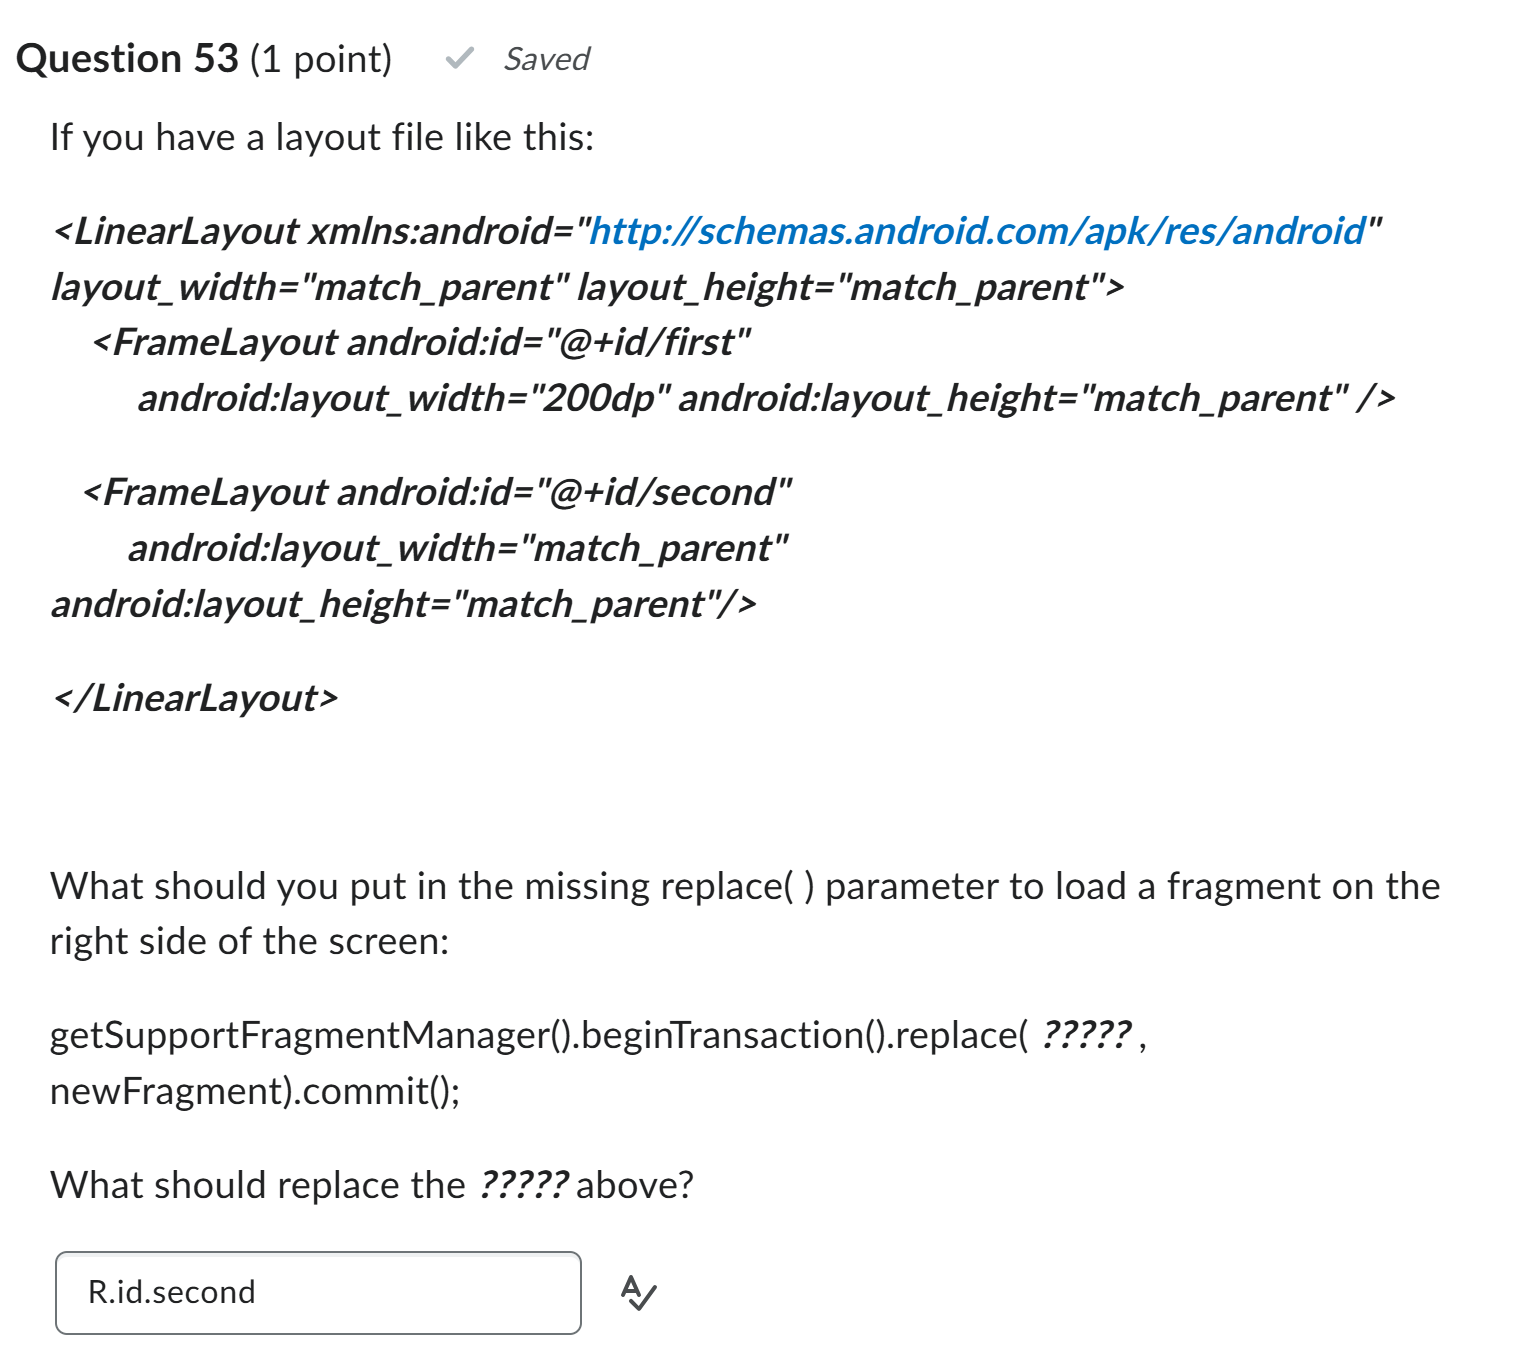 Question 53 (1 point) Saved
If you have a layout file like this:
<LinearLayout xmlns:android="http://schemas.android.com/apk/res/android"
layout_width="match_parent" layout_height="match_parent">
<FrameLayout android:id="@+id/first"
android:layout_width="200dp" android:layout_height="match_parent" />
<FrameLayout android:id="@+id/second"
android:layout_width="match_parent"
android:layout_height="match_parent"/>
</LinearLayout>
What should you put in the missing replace( ) parameter to load a fragment on the
right side of the screen:
getSupportFragmentManager().beginTransaction().replace( ????? ,
newFragment).commit();
What should replace the ????? above?
R.id.second